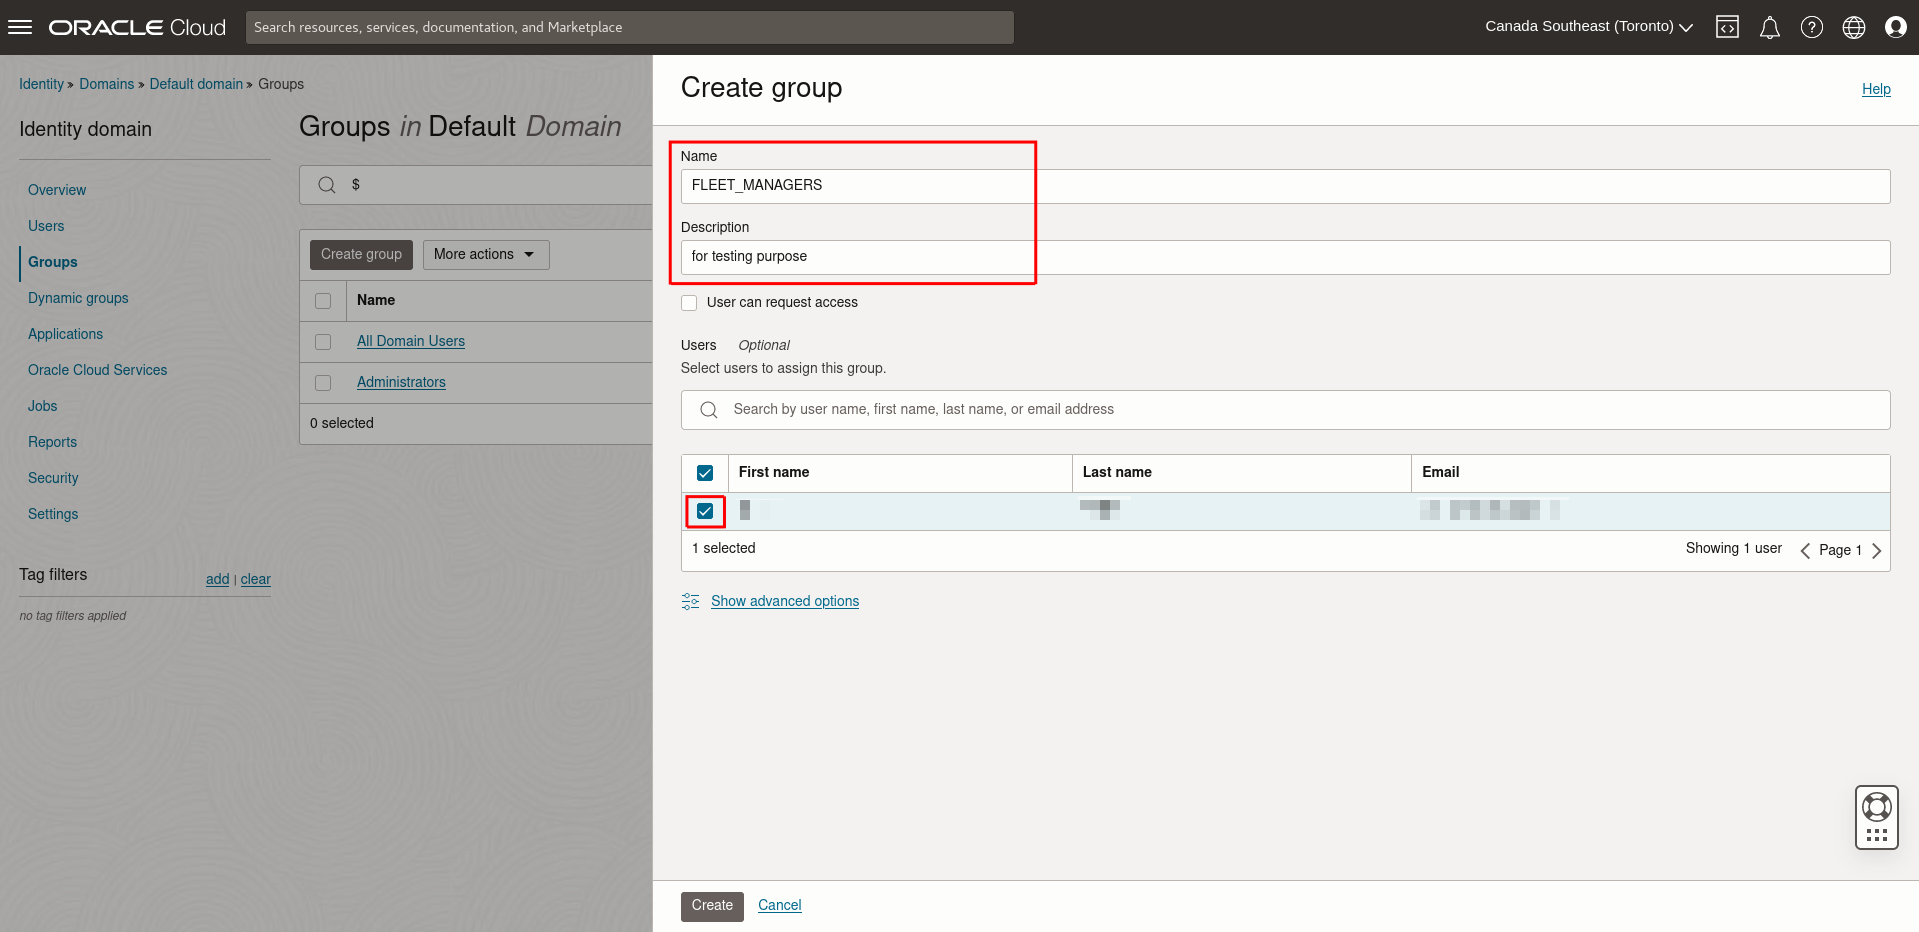 ORACLE Cloud
Search resources, services, documentation, and Marketplace
Canada Southeast (Toronto)
Identity » Domains » Default domain » Groups
Identity domain
Overview
Users
Groups
Dynamic groups
Applications
Oracle Cloud Services
Jobs
Reports
Security
Settings
Tag filters
add | clear
no tag filters applied
Groups in Default Domain
$
Create group
More actions
Name
All Domain Users
Administrators
0 selected
Create group
Help
Name
FLEET_MANAGERS
Description
for testing purpose
User can request access
Users Optional
Select users to assign this group.
Search by user name, first name, last name, or email address
First name Last name Email
1 selected Showing 1 user Page 1
Show advanced options
Create Cancel